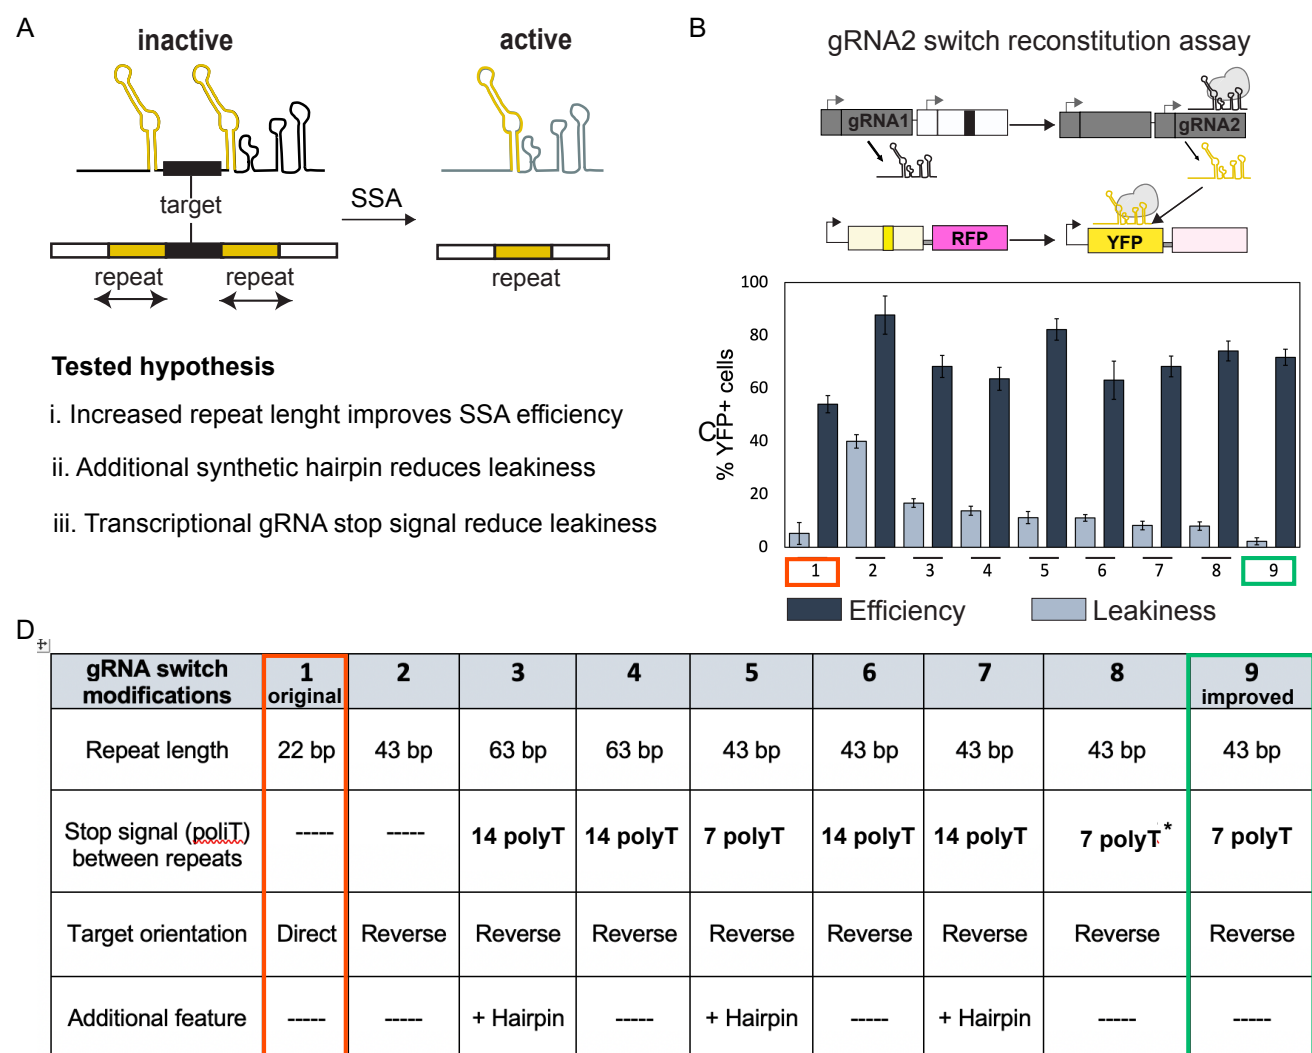 A
inactive
active
target
SSA
repeat
repeat
repeat
Tested hypothesis
i. Increased repeat lenght improves SSA efficiency
ii. Additional synthetic hairpin reduces leakiness
iii. Transcriptional gRNA stop signal reduce leakiness
B
gRNA2 switch reconstitution assay
gRNA1
gRNA2
RFP
YFP
C
% YFP+ cells
100
80
60
40
20
0
1 2 3 4 5 6 7 8 9
Efficiency
Leakiness
D
gRNA switch modifications 1 original 2 3 4 5 6 7 8 9 improved
Repeat length 22 bp 43 bp 63 bp 63 bp 43 bp 43 bp 43 bp 43 bp 43 bp
Stop signal (poliT) between repeats ----- ----- 14 polyT 14 polyT 7 polyT 14 polyT 14 polyT 7 polyT* 7 polyT
Target orientation Direct Reverse Reverse Reverse Reverse Reverse Reverse Reverse Reverse
Additional feature ----- ----- + Hairpin ----- + Hairpin ----- + Hairpin ----- -----